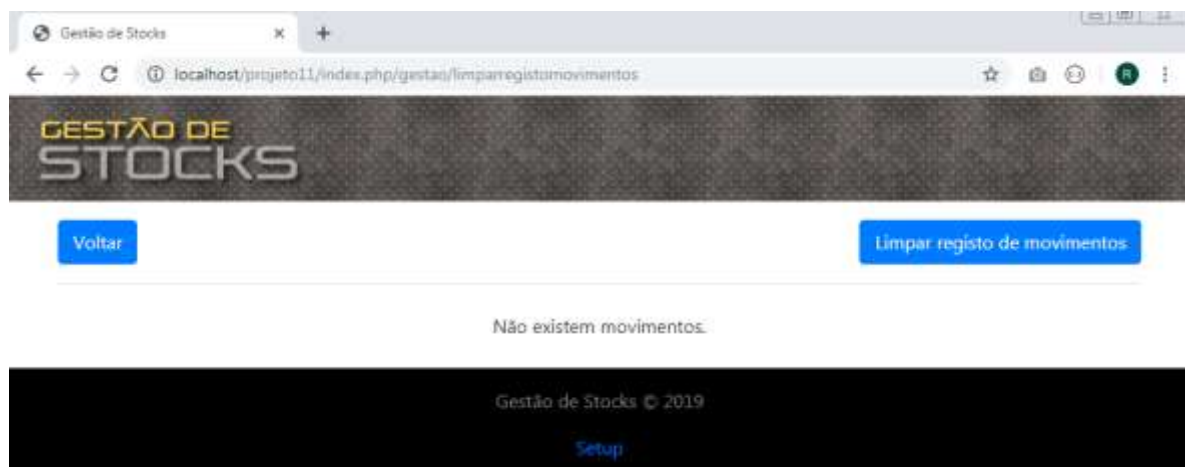 Gestão de Stocks
localhost/projeto11/index.php/gestao/limparregistomovimentos
R
GESTÃO DE
STOCKS
Voltar
Limpar registo de movimentos
Não existem movimentos.
Gestão de Stocks © 2019
Setup